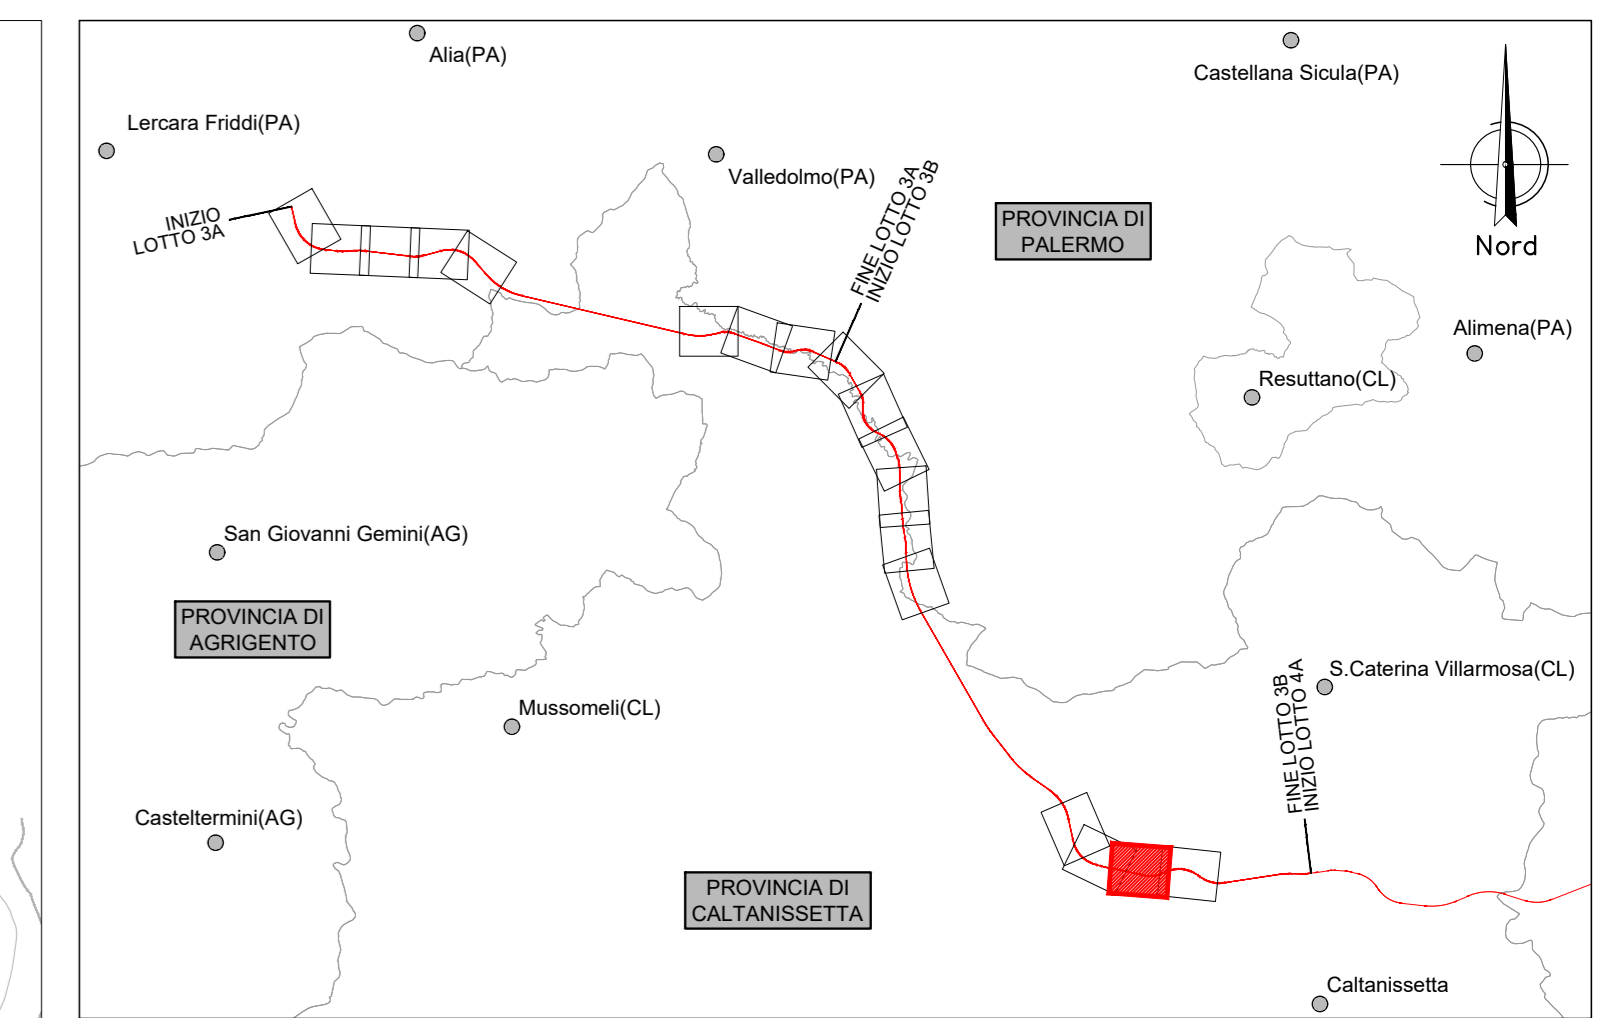 Alia(PA)
Castellana Sicula(PA)
Lercara Friddi(PA)
Valledolmo(PA)
INIZIO
LOTTO 3A
FINE LOTTO 3A
INIZIO LOTTO 3B
PROVINCIA DI
PALERMO
Nord
Alimena(PA)
Resuttano(CL)
San Giovanni Gemini(AG)
PROVINCIA DI
AGRIGENTO
S.Caterina Villarmosa(CL)
FINE LOTTO 3B
INIZIO LOTTO 4A
Mussomeli(CL)
Casteltermini(AG)
PROVINCIA DI
CALTANISSETTA
Caltanissetta